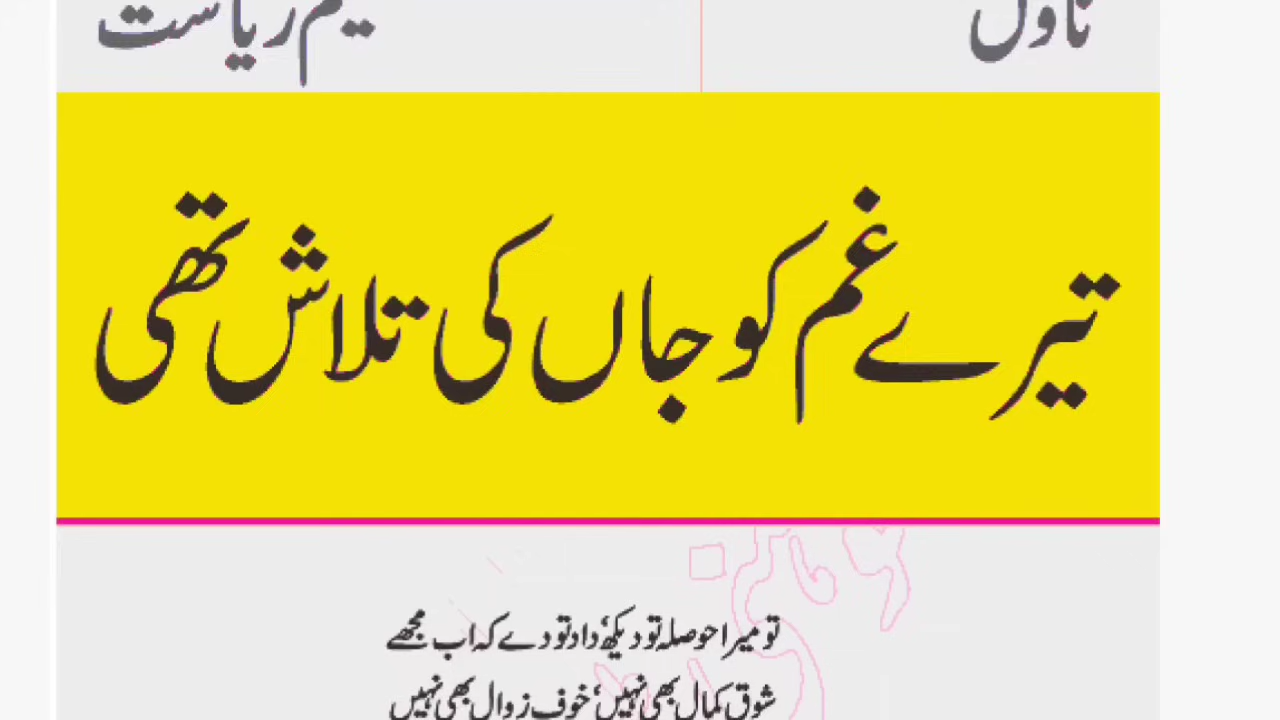 ناول
ریاست
تیرے غم کو جاں کی تلاش تھی
تو میرا حوصلہ تو دیکھ، داد تو دے کہ اب مجھے
شوق کمال بھی نہیں، خوف زوال بھی نہیں